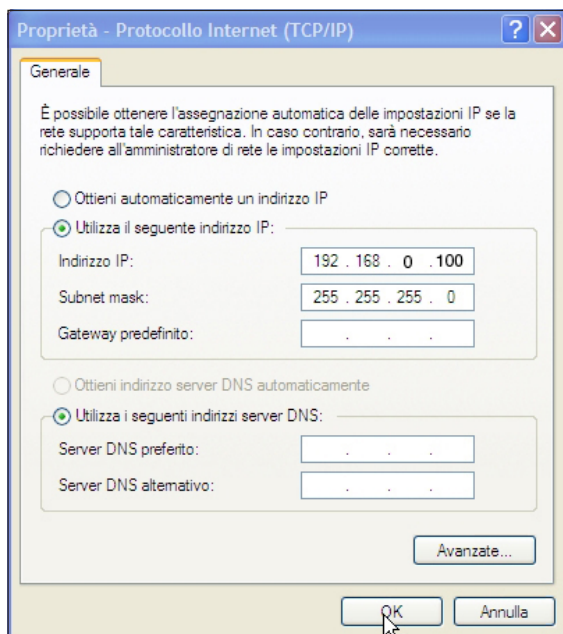 Proprietà - Protocollo Internet (TCP/IP)
Generale
È possibile ottenere l'assegnazione automatica delle impostazioni IP se la
rete supporta tale caratteristica. In caso contrario, sarà necessario
richiedere all'amministratore di rete le impostazioni IP corrette.
Ottieni automaticamente un indirizzo IP
Utilizza il seguente indirizzo IP:
Indirizzo IP: 192 . 168 . 0 . 100
Subnet mask: 255 . 255 . 255 . 0
Gateway predefinito: . . .
Ottieni indirizzo server DNS automaticamente
Utilizza i seguenti indirizzi server DNS:
Server DNS preferito: . . .
Server DNS alternativo: . . .
Avanzate...
OK Annulla